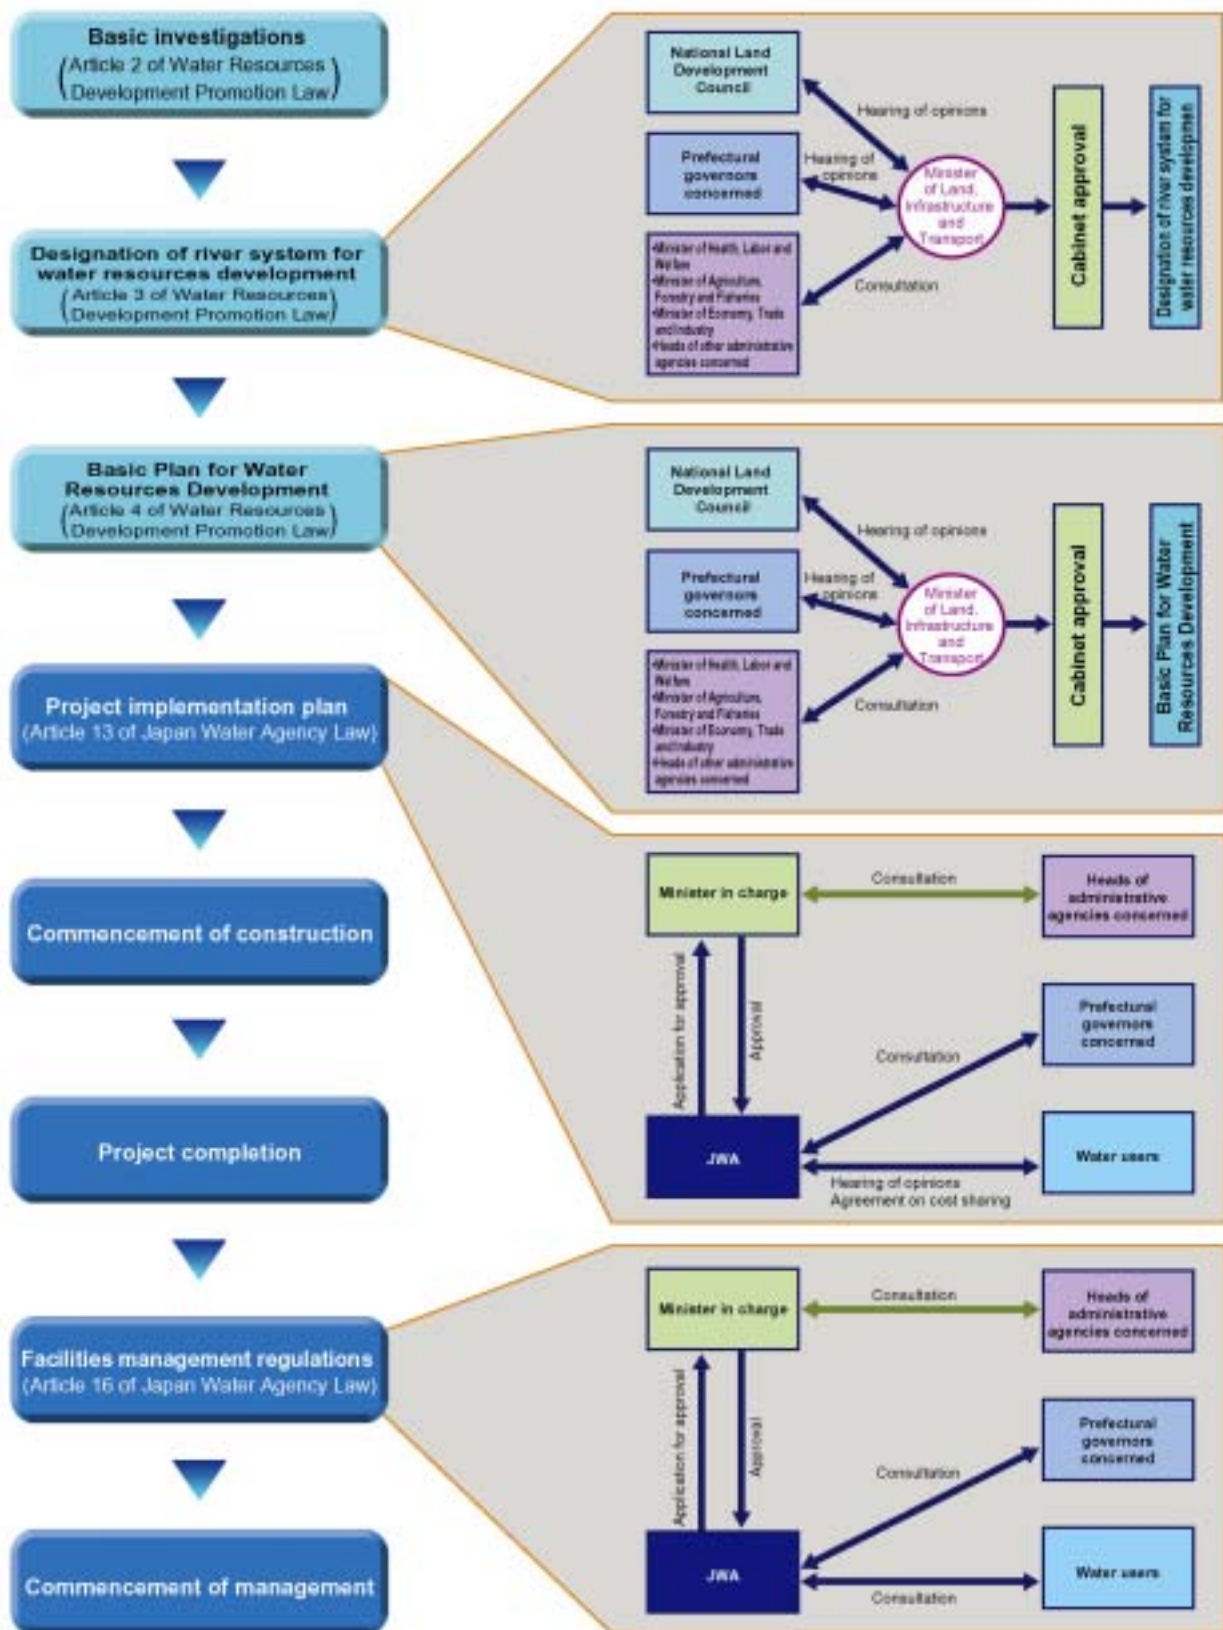 Basic investigations
(Article 2 of Water Resources
Development Promotion Law)
Designation of river system for
water resources development
(Article 3 of Water Resources
Development Promotion Law)
National Land
Development
Council
Hearing of opinions
Prefectural
governors
concerned
Hearing of
opinions
•Minister of Health, Labor and
Welfare
•Minister of Agriculture,
Forestry and Fisheries
•Minister of Economy, Trade
and Industry
•Heads of other administrative
agencies concerned
Consultation
Minister
of Land,
Infrastructure
and
Transport
Cabinet approval
Designation of river system for
water resources developmen
Basic Plan for Water
Resources Development
(Article 4 of Water Resources
Development Promotion Law)
National Land
Development
Council
Hearing of opinions
Prefectural
governors
concerned
Hearing of
opinions
•Minister of Health, Labor and
Welfare
•Minister of Agriculture,
Forestry and Fisheries
•Minister of Economy, Trade
and Industry
•Heads of other administrative
agencies concerned
Consultation
Minister
of Land,
Infrastructure
and
Transport
Cabinet approval
Basic Plan for Water
Resources Development
Project implementation plan
(Article 13 of Japan Water Agency Law)
Minister in charge
Consultation
Heads of
administrative
agencies concerned
Application for approval
Approval
Prefectural
governors
concerned
Consultation
JWA
Water users
Hearing of opinions
Agreement on cost sharing
Commencement of construction
Project completion
Facilities management regulations
(Article 16 of Japan Water Agency Law)
Minister in charge
Consultation
Heads of
administrative
agencies concerned
Application for approval
Approval
Prefectural
governors
concerned
Consultation
JWA
Water users
Consultation
Commencement of management